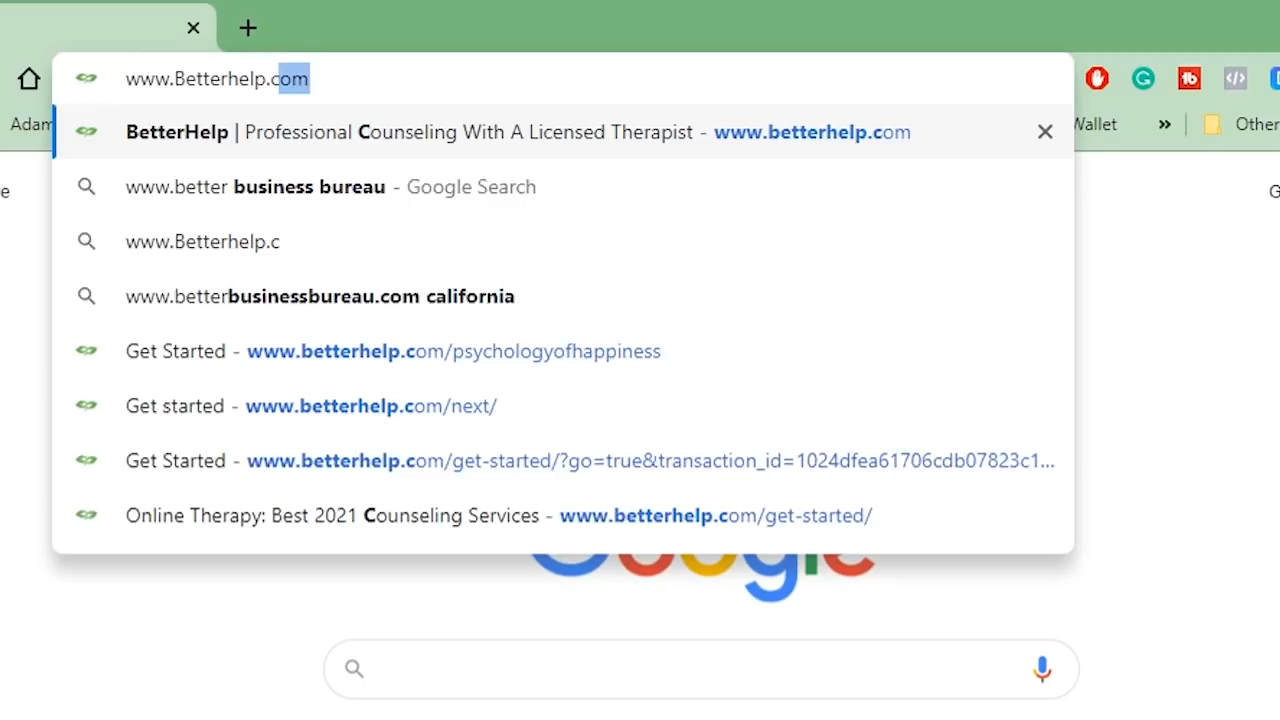 www.Betterhelp.com
Adam
Wallet
»
Other
BetterHelp | Professional Counseling With A Licensed Therapist - www.betterhelp.com
www.better business bureau - Google Search
e
G
www.Betterhelp.c
www.betterbusinessbureau.com california
Get Started - www.betterhelp.com/psychologyofhappiness
Get started - www.betterhelp.com/next/
Get Started - www.betterhelp.com/get-started/?go=true&transaction_id=1024dfea61706cdb07823c1...
Online Therapy: Best 2021 Counseling Services - www.betterhelp.com/get-started/
Google